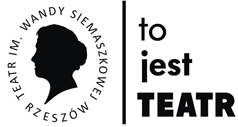 TEATR IM. WANDY SIEMASZKOWEJ
RZESZÓW
to
jest
TEATR